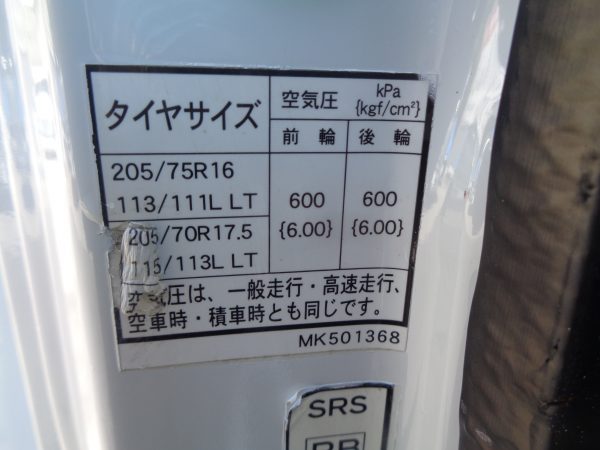 タイヤサイズ
空気圧 kPa {kgf/cm²}
前輪 後輪
205/75R16
113/111L LT
600 600
{6.00} {6.00}
205/70R17.5
115/113L LT
空気圧は、一般走行・高速走行、
空車時・積車時とも同じです。
MK501368
SRS